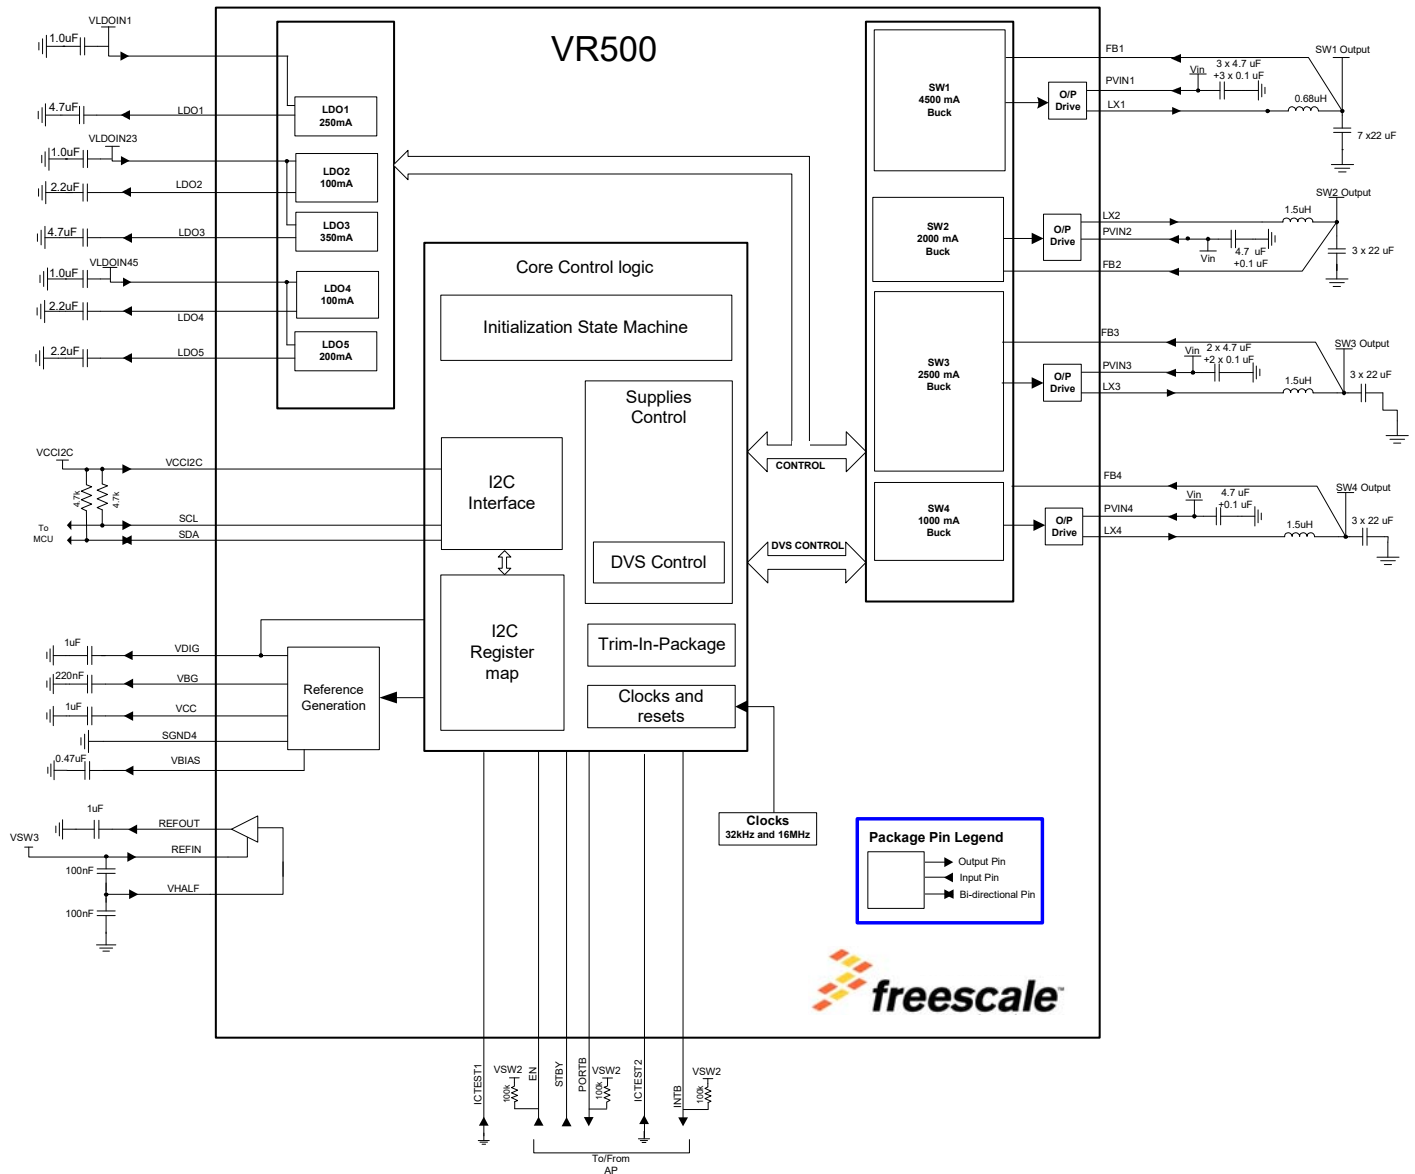 VR500
VLDOIN1
1.0uF
4.7uF
LDO1
VLDOIN23
1.0uF
2.2uF
LDO2
4.7uF
LDO3
VLDOIN45
1.0uF
2.2uF
LDO4
2.2uF
LDO5
LDO1
250mA
LDO2
100mA
LDO3
350mA
LDO4
100mA
LDO5
200mA
Core Control logic
Initialization State Machine
Supplies
Control
I2C
Interface
DVS Control
I2C
Register
map
Trim-In-Package
Clocks and
resets
CONTROL
DVS CONTROL
SW1
4500 mA
Buck
SW2
2000 mA
Buck
SW3
2500 mA
Buck
SW4
1000 mA
Buck
O/P
Drive
O/P
Drive
O/P
Drive
O/P
Drive
FB1
PVIN1
LX1
Vin
3 x 4.7 uF
+3 x 0.1 uF
SW1 Output
0.68uH
7 x22 uF
LX2
PVIN2
FB2
Vin
4.7 uF
+0.1 uF
1.5uH
SW2 Output
3 x 22 uF
FB3
PVIN3
LX3
Vin
2 x 4.7 uF
+2 x 0.1 uF
SW3 Output
1.5uH
3 x 22 uF
FB4
PVIN4
LX4
Vin
4.7 uF
+0.1 uF
SW4 Output
1.5uH
3 x 22 uF
VCCI2C
VCCI2C
4.7k
4.7k
To
MCU
SCL
SDA
1uF
VDIG
220nF
VBG
1uF
VCC
SGND4
0.47uF
VBIAS
Reference
Generation
1uF
REFOUT
VSW3
REFIN
100nF
VHALF
100nF
Clocks
32kHz and 16MHz
Package Pin Legend
Output Pin
Input Pin
Bi-directional Pin
freescale™
ICTEST1
VSW2
100k
EN
STBY
PORTB
VSW2
100k
ICTEST2
INTB
VSW2
100k
To/From
AP